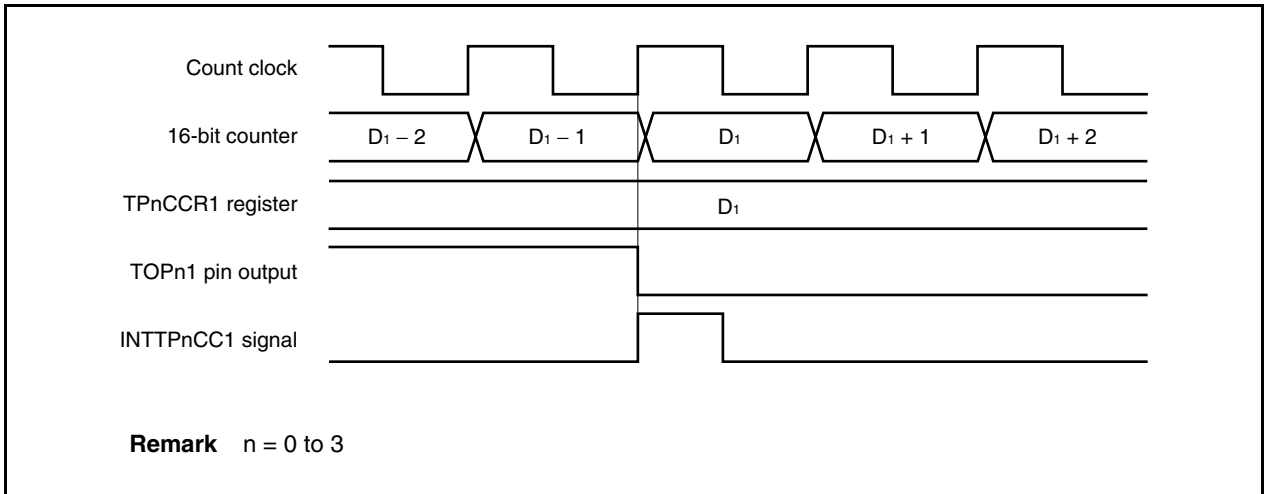 Count clock
16-bit counter D₁ − 2 D₁ − 1 D₁ D₁ + 1 D₁ + 2
TPnCCR1 register D₁
TOPn1 pin output
INTTPnCC1 signal
Remark n = 0 to 3